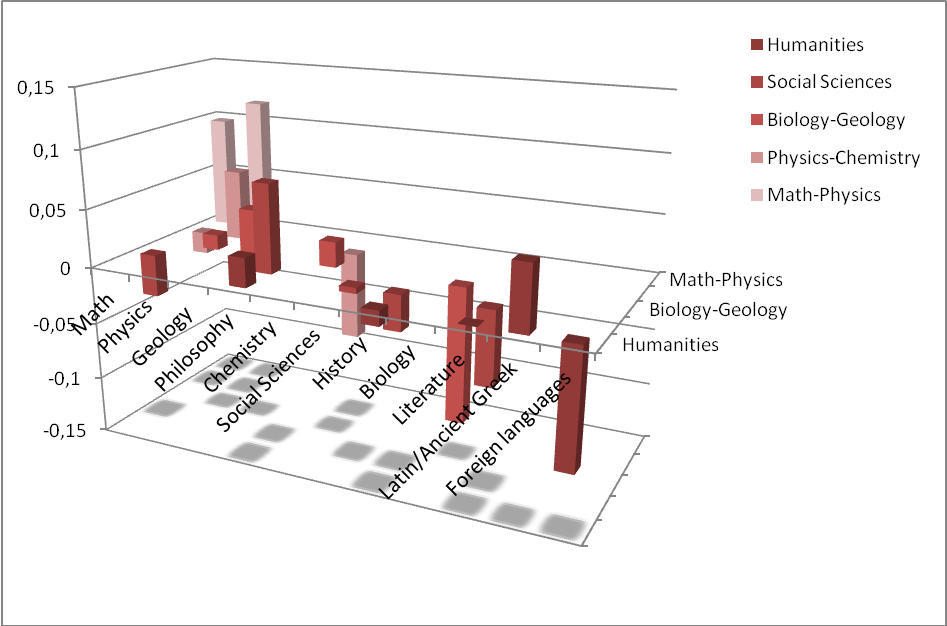 0,15
0,1
0,05
0
-0,05
-0,1
-0,15
Math
Physics
Geology
Philosophy
Chemistry
Social Sciences
History
Biology
Literature
Latin/Ancient Greek
Foreign languages
Math-Physics
Biology-Geology
Humanities
Humanities
Social Sciences
Biology-Geology
Physics-Chemistry
Math-Physics